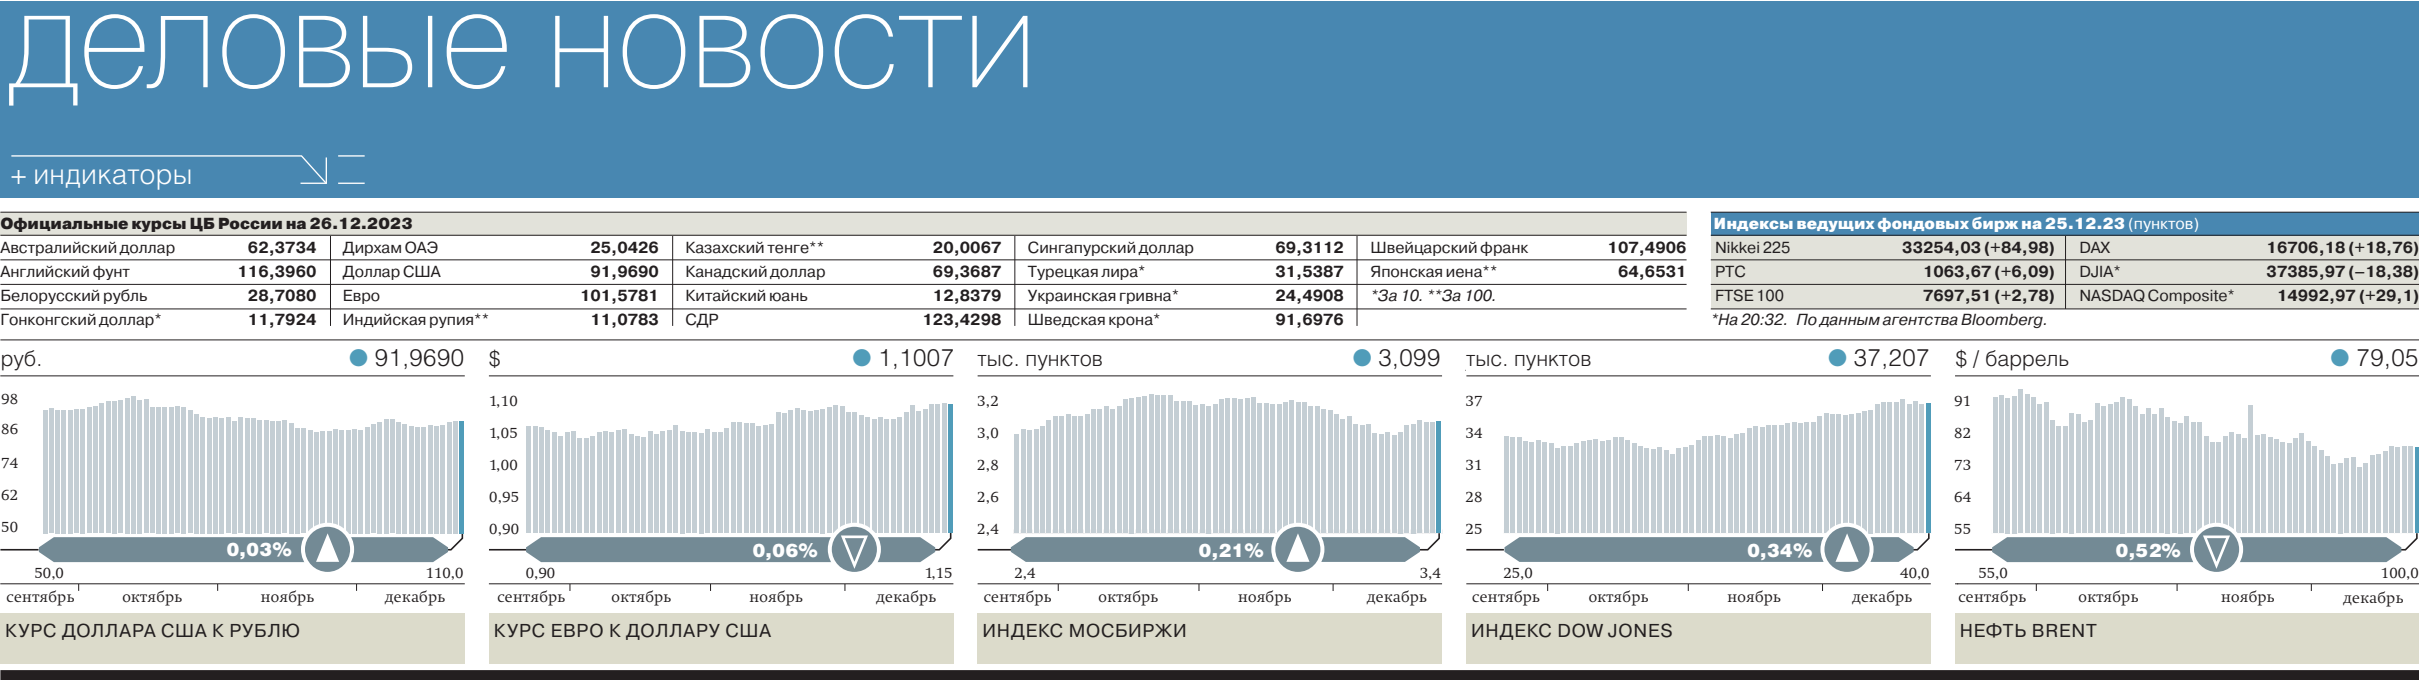 деловые новости
+ индикаторы
Официальные курсы ЦБ России на 26.12.2023
Австралийский доллар 62,3734 Дирхам ОАЭ 25,0426 Казахский тенге** 20,0067 Сингапурский доллар 69,3112 Швейцарский франк 107,4906
Английский фунт 116,3960 Доллар США 91,9690 Канадский доллар 69,3687 Турецкая лира* 31,5387 Японская иена** 64,6531
Белорусский рубль 28,7080 Евро 101,5781 Китайский юань 12,8379 Украинская гривна* 24,4908 *За 10. **За 100.
Гонконгский доллар* 11,7924 Индийская рупия** 11,0783 СДР 123,4298 Шведская крона* 91,6976
Индексы ведущих фондовых бирж на 25.12.23 (пунктов)
Nikkei 225 33254,03 (+84,98) DAX 16706,18 (+18,76)
РТС 1063,67 (+6,09) DJIA* 37385,97 (–18,38)
FTSE 100 7697,51 (+2,78) NASDAQ Composite* 14992,97 (+29,1)
*На 20:32. По данным агентства Bloomberg.
руб. 91,9690
98
86
74
62
50
0,03%
50,0 110,0
сентябрь октябрь ноябрь декабрь
КУРС ДОЛЛАРА США К РУБЛЮ
$ 1,1007
1,10
1,05
1,00
0,95
0,90
0,06%
0,90 1,15
сентябрь октябрь ноябрь декабрь
КУРС ЕВРО К ДОЛЛАРУ США
тыс. пунктов 3,099
3,2
3,0
2,8
2,6
2,4
0,21%
2,4 3,4
сентябрь октябрь ноябрь декабрь
ИНДЕКС МОСБИРЖИ
тыс. пунктов 37,207
37
34
31
28
25
0,34%
25,0 40,0
сентябрь октябрь ноябрь декабрь
ИНДЕКС DOW JONES
$ / баррель 79,05
91
82
73
64
55
0,52%
55,0 100,0
сентябрь октябрь ноябрь декабрь
НЕФТЬ BRENT